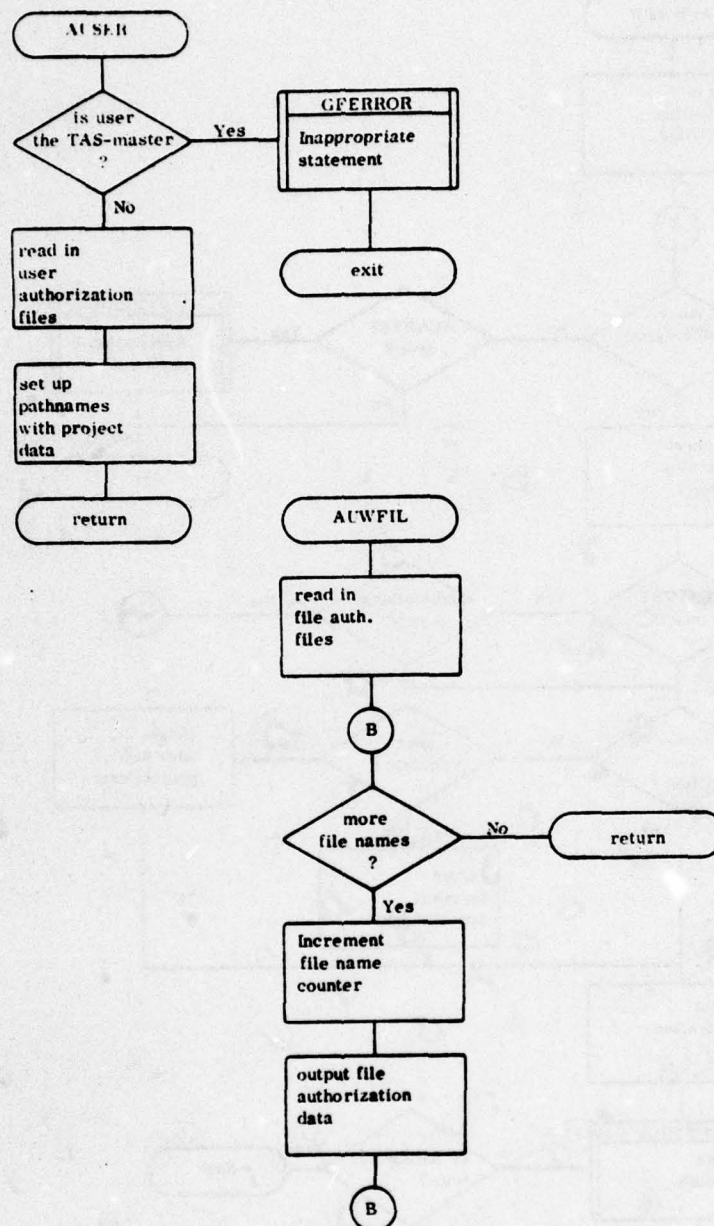 AUSER
is user
the TAS-master
?
Yes
No
GFERROR
Inappropriate
statement
exit
read in
user
authorization
files
set up
pathnames
with project
data
return
AUWFIL
read in
file auth.
files
B
more
file names
?
No
return
Yes
Increment
file name
counter
output file
authorization
data
B